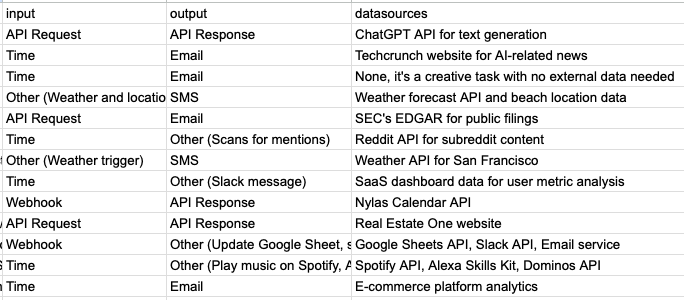 input output datasources
API Request API Response ChatGPT API for text generation
Time Email Techcrunch website for AI-related news
Time Email None, it's a creative task with no external data needed
Other (Weather and locatio SMS Weather forecast API and beach location data
API Request Email SEC's EDGAR for public filings
Time Other (Scans for mentions) Reddit API for subreddit content
Other (Weather trigger) SMS Weather API for San Francisco
Time Other (Slack message) SaaS dashboard data for user metric analysis
Webhook API Response Nylas Calendar API
API Request API Response Real Estate One website
Webhook Other (Update Google Sheet, s Google Sheets API, Slack API, Email service
Time Other (Play music on Spotify, A Spotify API, Alexa Skills Kit, Dominos API
Time Email E-commerce platform analytics